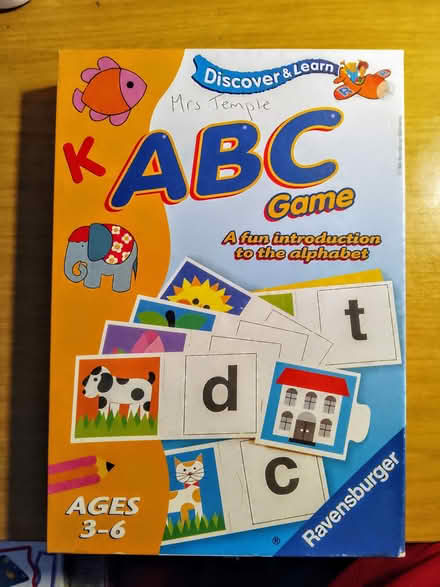 Discover & Learn
Mrs Temple
K
ABC
Game
A fun introduction
to the alphabet
t
d
c
AGES
3-6
®
Ravensburger